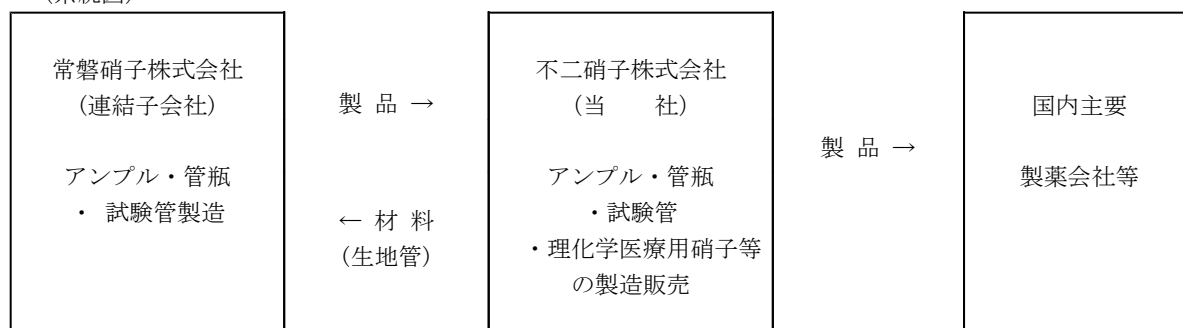 常磐硝子株式会社
(連結子会社)
アンプル・管瓶
・ 試験管製造
製 品 →
← 材 料
(生地管)
不二硝子株式会社
(当 社)
アンプル・管瓶
・試験管
・理化学医療用硝子等
の製造販売
製 品 →
国内主要
製薬会社等